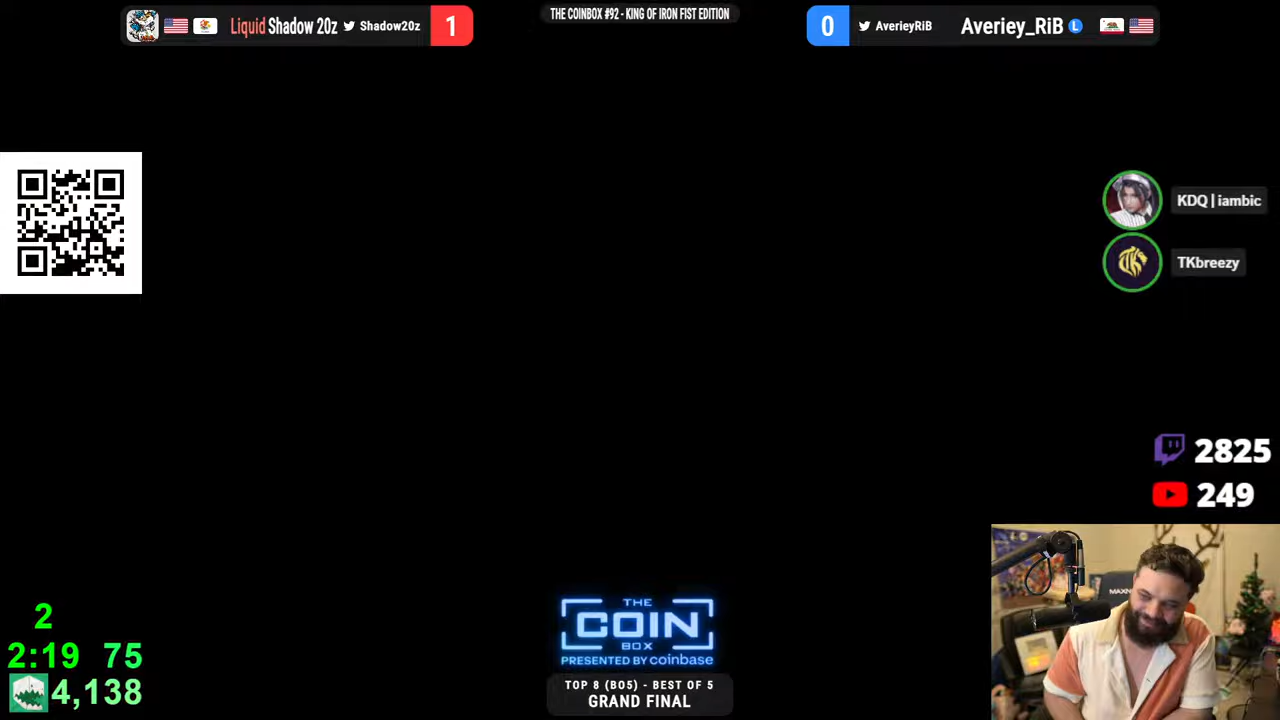 Liquid Shadow 20z Shadow20z 1
THE COINBOX #92 - KING OF IRON FIST EDITION
0 AverieyRiB Averiey_RiB L
KDQ | iambic
TKbreezy
2825
249
2
2:19 75
4,138
THE
COIN
BOX
PRESENTED BY coinbase
TOP 8 (BO5) - BEST OF 5
GRAND FINAL
MAXN